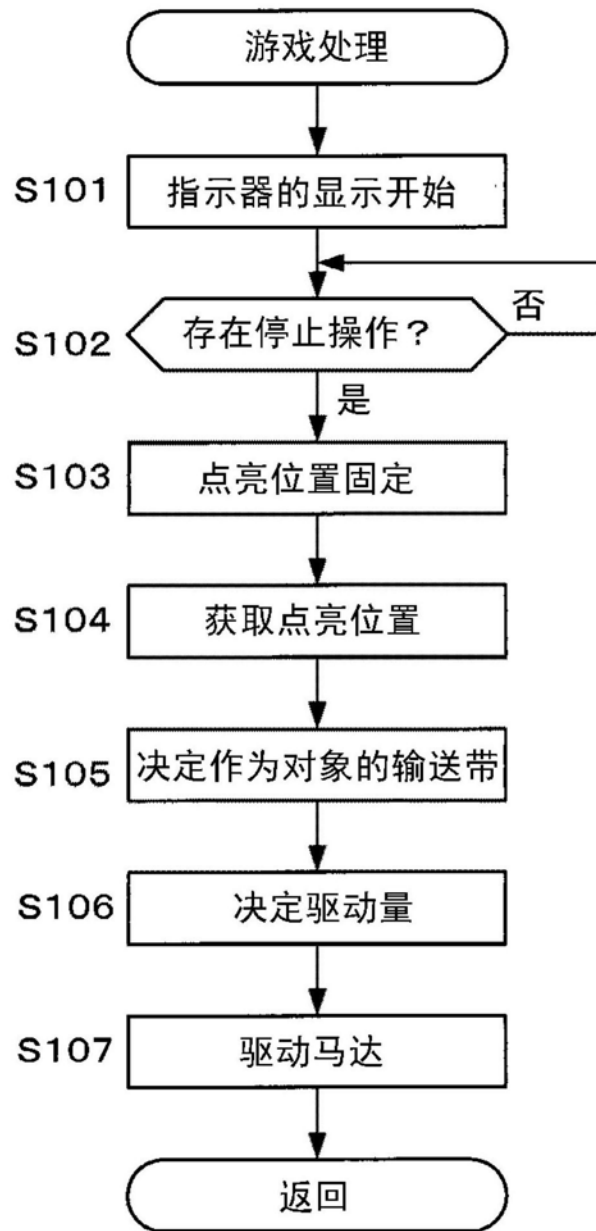 游戏处理
S101
指示器的显示开始
S102
存在停止操作？
否
是
S103
点亮位置固定
S104
获取点亮位置
S105
决定作为对象的输送带
S106
决定驱动量
S107
驱动马达
返回